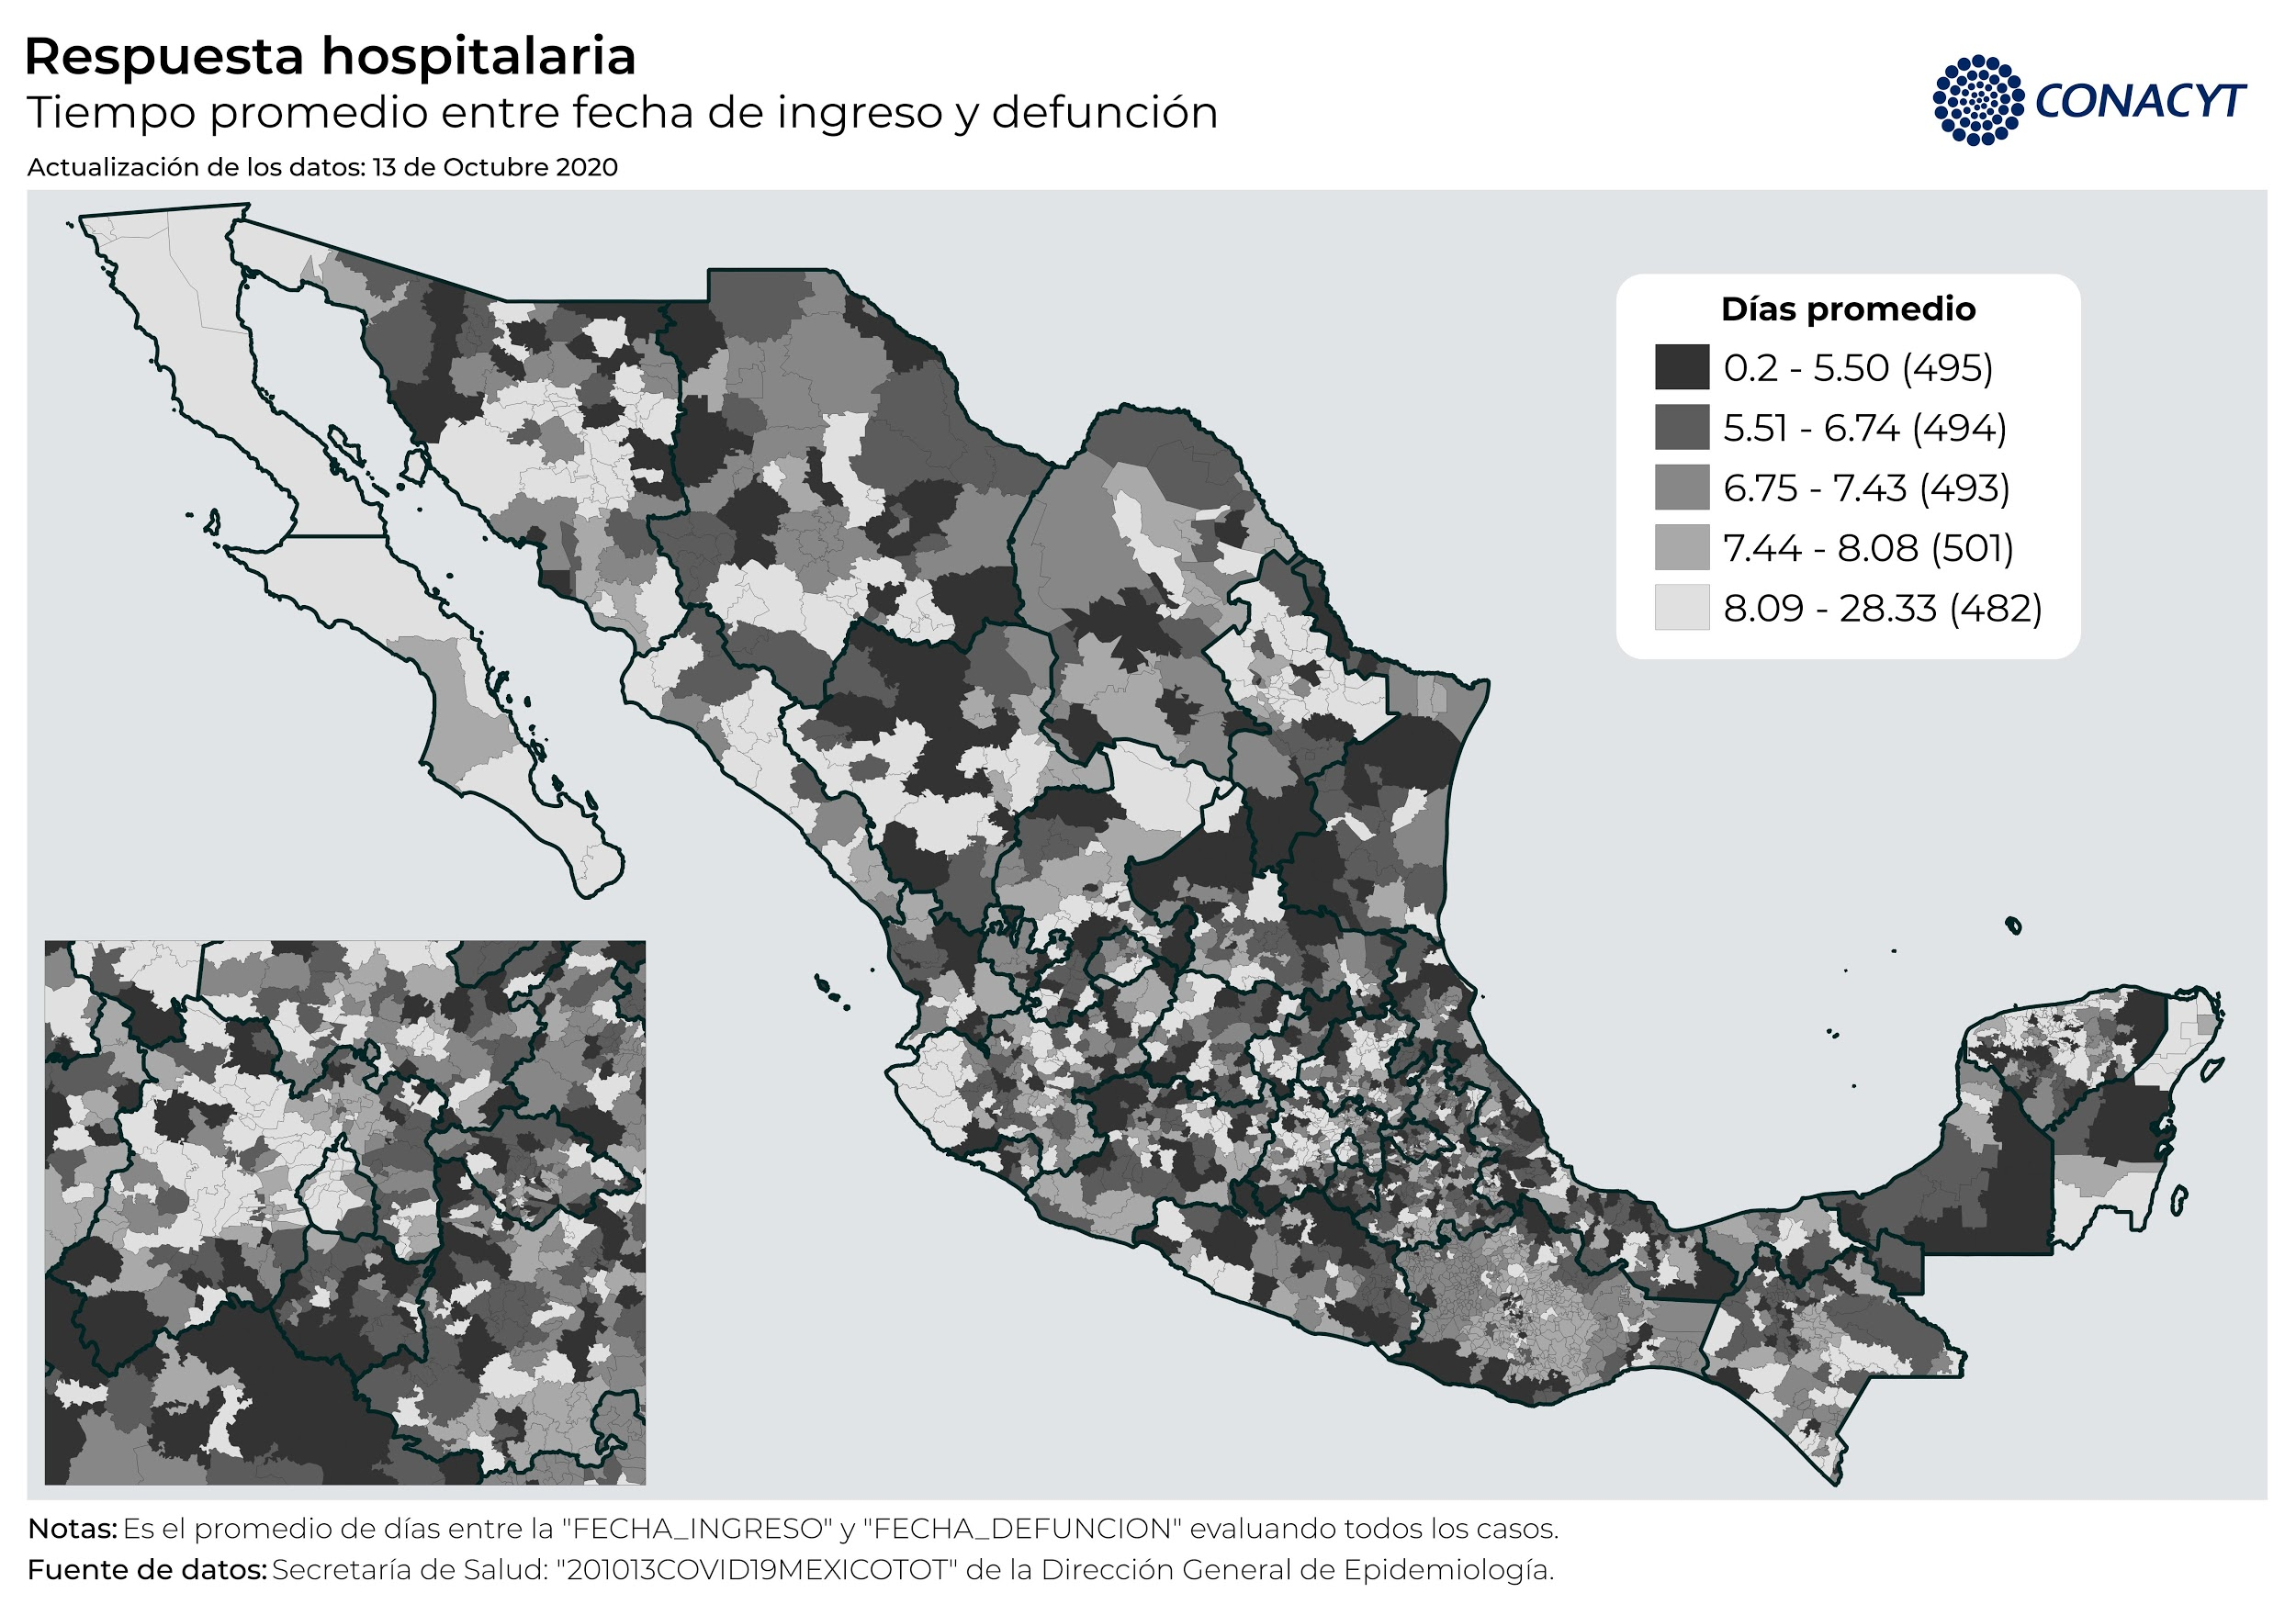 Respuesta hospitalaria
Tiempo promedio entre fecha de ingreso y defunción
Actualización de los datos: 13 de Octubre 2020
CONACYT
Días promedio
0.2 - 5.50 (495)
5.51 - 6.74 (494)
6.75 - 7.43 (493)
7.44 - 8.08 (501)
8.09 - 28.33 (482)
Notas: Es el promedio de días entre la "FECHA_INGRESO" y "FECHA_DEFUNCION" evaluando todos los casos.
Fuente de datos: Secretaría de Salud: "201013COVID19MEXICOTOT" de la Dirección General de Epidemiología.